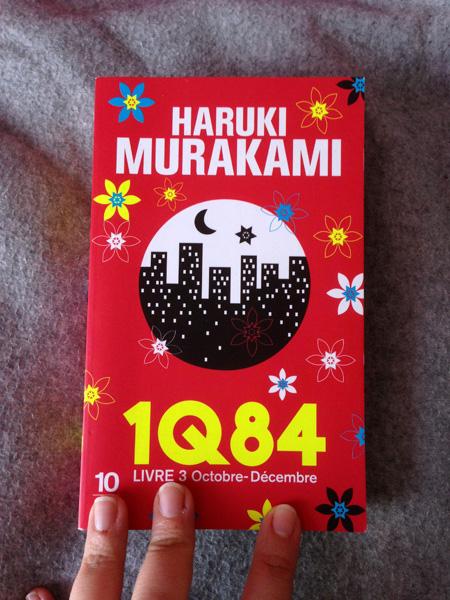 HARUKI
MURAKAMI
1Q84
10
LIVRE 3 Octobre-Décembre